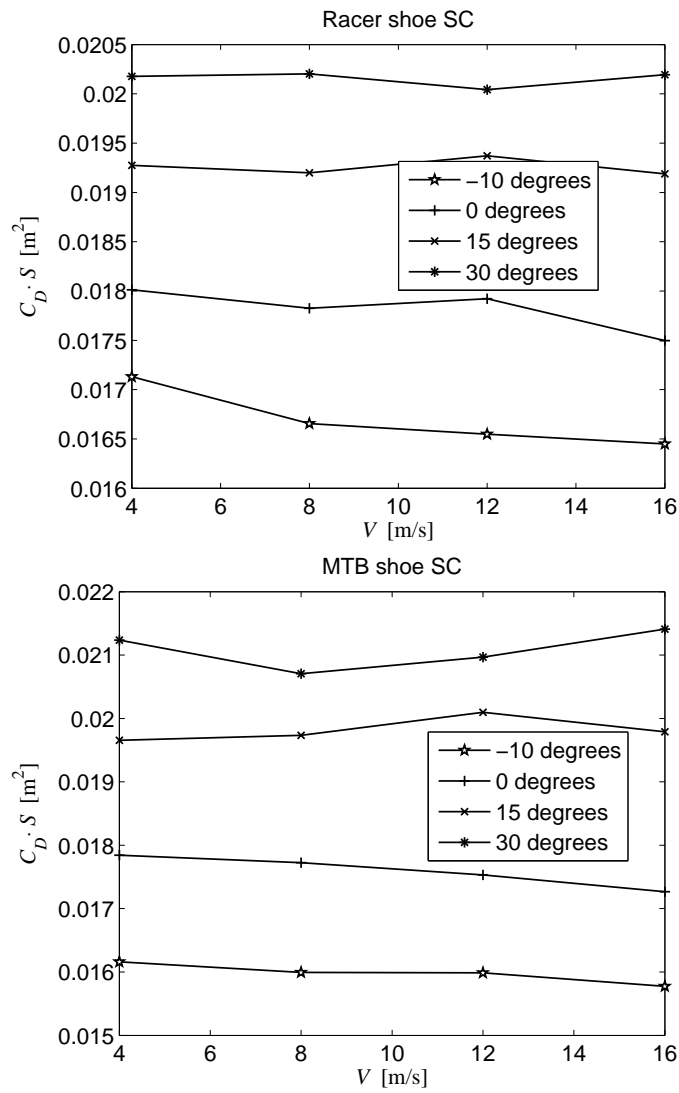 Racer shoe SC
0.0205
0.02
0.0195
0.019
0.0185
0.018
0.0175
0.017
0.0165
0.016
C_D · S [m²]
−10 degrees
0 degrees
15 degrees
30 degrees
4 6 8 10 12 14 16
V [m/s]
MTB shoe SC
0.022
0.021
0.02
0.019
0.018
0.017
0.016
0.015
C_D · S [m²]
−10 degrees
0 degrees
15 degrees
30 degrees
4 6 8 10 12 14 16
V [m/s]